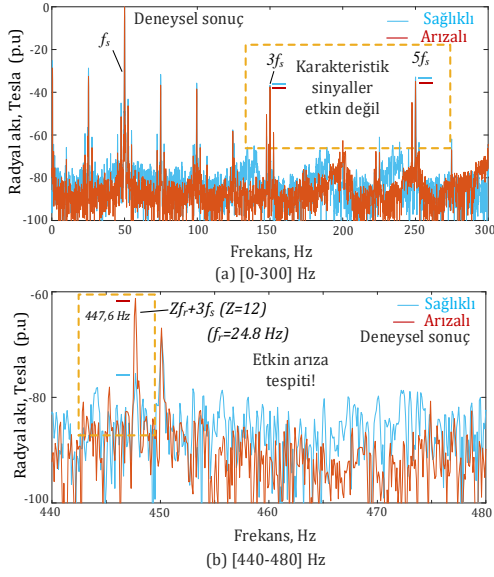 Deneysel sonuç
Sağlıklı
Arızalı
fs
3fs
5fs
Karakteristik
sinyaller
etkin değil
Radyal akı, Tesla (p.u)
0
-20
-40
-60
-80
-100
0 50 100 150 200 250 300
Frekans, Hz
(a) [0-300] Hz
-60
-80
-100
Radyal akı, Tesla (p.u)
447,6 Hz
Zfr+3fs (Z=12)
(fr=24.8 Hz)
Sağlıklı
Arızalı
Deneysel sonuç
Etkin arıza
tespiti!
440 450 460 470 480
Frekans, Hz
(b) [440-480] Hz